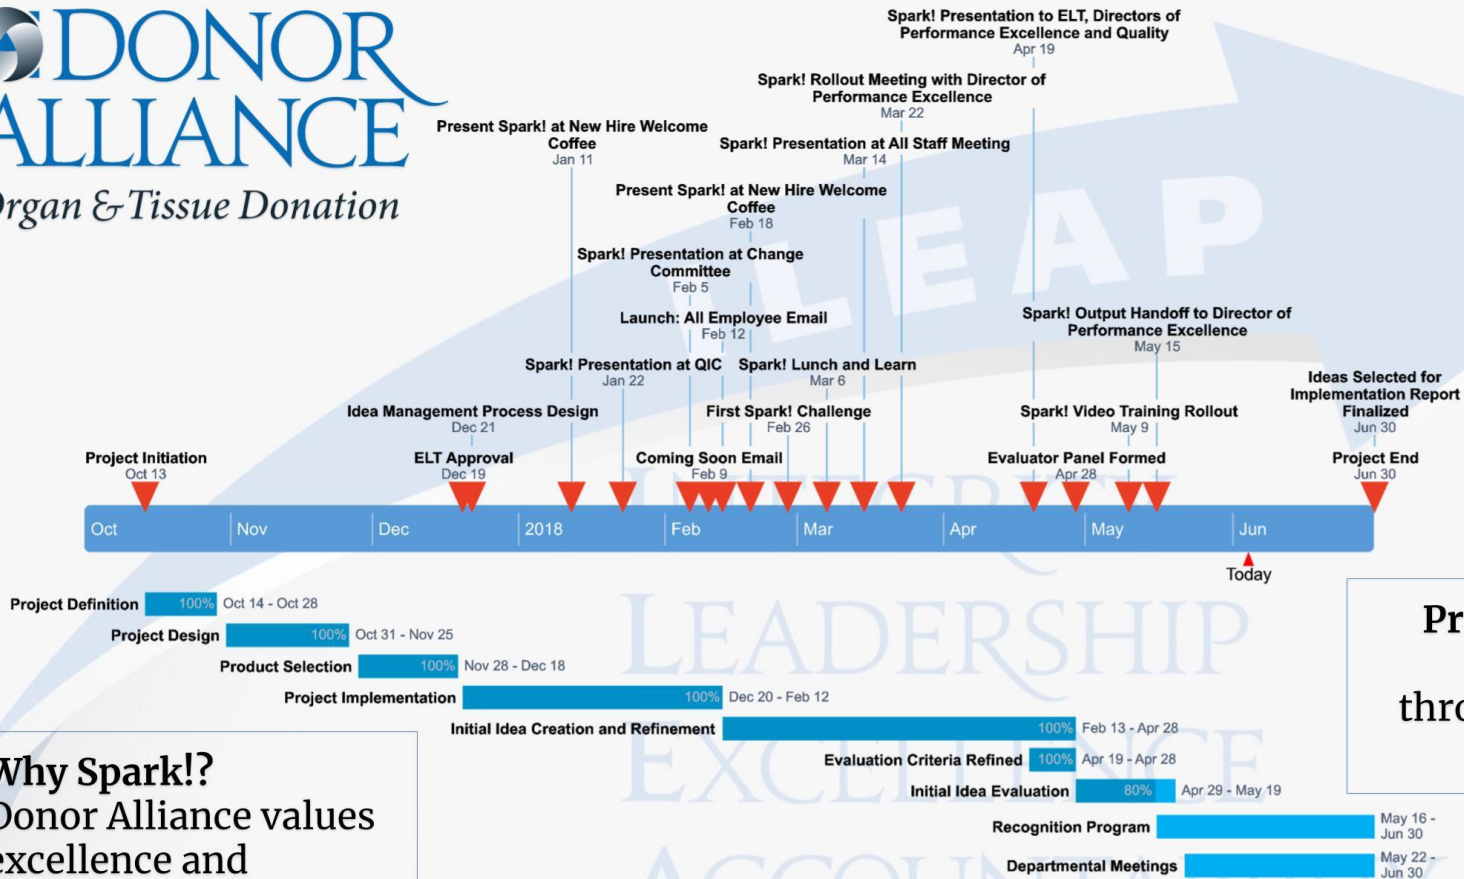 DONOR
ALLIANCE
Organ & Tissue Donation
Spark! Presentation to ELT, Directors of
Performance Excellence and Quality
Apr 19
Spark! Rollout Meeting with Director of
Performance Excellence
Mar 22
Present Spark! at New Hire Welcome
Coffee
Jan 11
Spark! Presentation at All Staff Meeting
Mar 14
Present Spark! at New Hire Welcome
Coffee
Feb 18
Spark! Presentation at Change
Committee
Feb 5
Launch: All Employee Email
Feb 12
Spark! Output Handoff to Director of
Performance Excellence
May 15
Spark! Presentation at QIC
Jan 22
Spark! Lunch and Learn
Mar 6
Ideas Selected for
Implementation Report
Finalized
Jun 30
Idea Management Process Design
Dec 21
First Spark! Challenge
Feb 26
Spark! Video Training Rollout
May 9
Project Initiation
Oct 13
ELT Approval
Dec 19
Coming Soon Email
Feb 9
Evaluator Panel Formed
Apr 28
Project End
Jun 30
LEAP
INTEGRITY
Oct Nov Dec 2018 Feb Mar Apr May Jun
Today
INTEGRITY
LEADERSHIP
EXCELLENCE
Project Definition 100% Oct 14 - Oct 28
Project Design 100% Oct 31 - Nov 25
Product Selection 100% Nov 28 - Dec 18
Project Implementation 100% Dec 20 - Feb 12
Initial Idea Creation and Refinement 100% Feb 13 - Apr 28
Evaluation Criteria Refined 100% Apr 19 - Apr 28
Initial Idea Evaluation 80% Apr 29 - May 19
Recognition Program May 16 -
Jun 30
Departmental Meetings May 22 -
Jun 30
Why Spark!?
Donor Alliance values
excellence and
Pr
thro